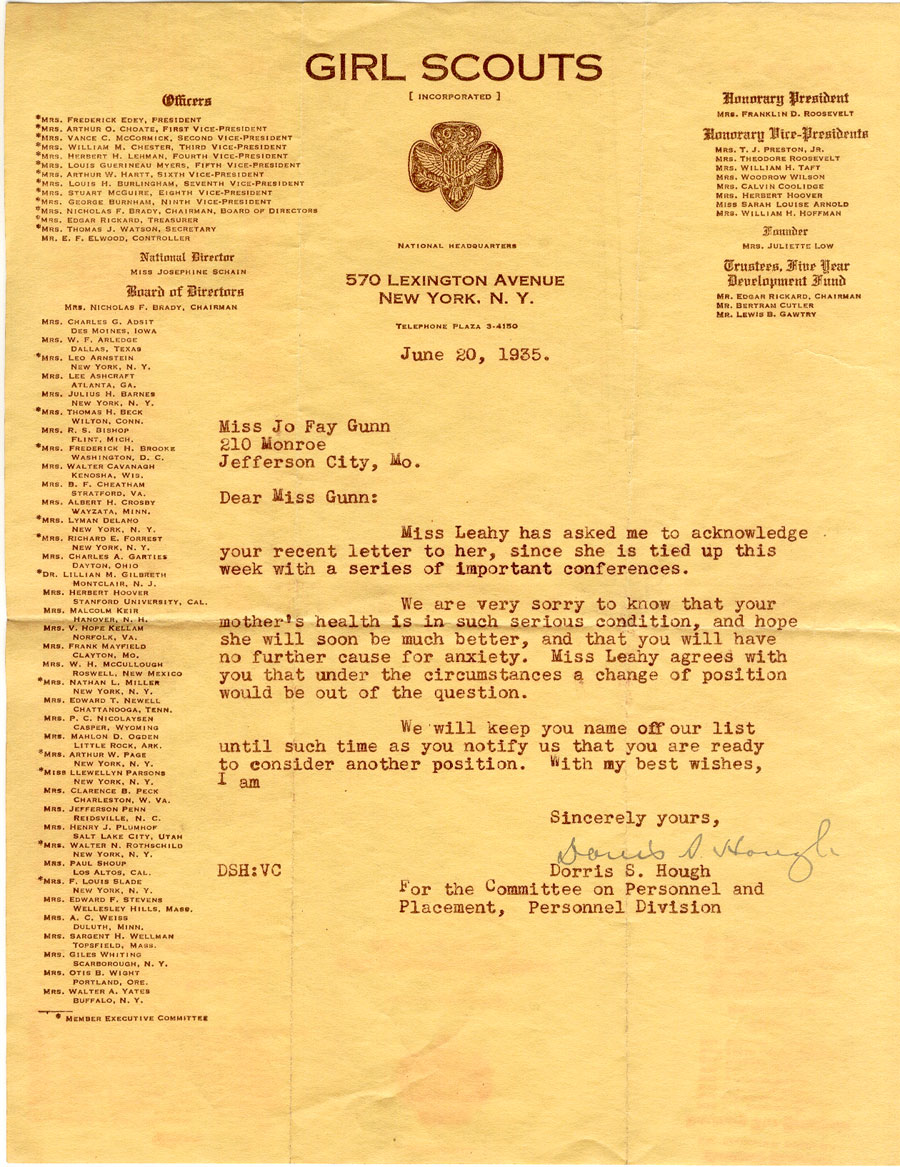 GIRL SCOUTS
[ INCORPORATED ]
Officers
*MRS. FREDERICK EDEY, PRESIDENT
*MRS. ARTHUR O. CHOATE, FIRST VICE-PRESIDENT
*MRS. VANCE C. MCCORMICK, SECOND VICE-PRESIDENT
*MRS. WILLIAM M. CHESTER, THIRD VICE-PRESIDENT
*MRS. HERBERT H. LEHMAN, FOURTH VICE-PRESIDENT
*MRS. LOUIS GUERINEAU MYERS, FIFTH VICE-PRESIDENT
*MRS. ARTHUR W. HARTT, SIXTH VICE-PRESIDENT
*MRS. LOUIS H. BURLINGHAM, SEVENTH VICE-PRESIDENT
*MRS. STUART MCGUIRE, EIGHTH VICE-PRESIDENT
*MRS. GEORGE BURNHAM, NINTH VICE-PRESIDENT
*MRS. NICHOLAS F. BRADY, CHAIRMAN, BOARD OF DIRECTORS
*MRS. EDGAR RICKARD, TREASURER
*MRS. THOMAS J. WATSON, SECRETARY
MR. E. F. ELWOOD, CONTROLLER
National Director
MISS JOSEPHINE SCHAIN
Board of Directors
MRS. NICHOLAS F. BRADY, CHAIRMAN
MRS. CHARLES G. ADSIT
DES MOINES, IOWA
MRS. W. F. ARLEDGE
DALLAS, TEXAS
*MRS. LEO ARNSTEIN
NEW YORK, N. Y.
MRS. LEE ASHCRAFT
ATLANTA, GA.
MRS. JULIUS H. BARNES
NEW YORK, N. Y.
*MRS. THOMAS H. BECK
WILTON, CONN.
MRS. R. S. BISHOP
FLINT, MICH.
*MRS. FREDERICK H. BROOKE
WASHINGTON, D. C.
MRS. WALTER CAVANAGH
KENOSHA, WIS.
MRS. B. F. CHEATHAM
STRATFORD, VA.
MRS. ALBERT H. CROSBY
WAYZATA, MINN.
*MRS. LYMAN DELANO
NEW YORK, N. Y.
*MRS. RICHARD E. FORREST
NEW YORK, N. Y.
MRS. CHARLES A. GARTIES
DAYTON, OHIO
*DR. LILLIAN M. GILBRETH
MONTCLAIR, N. J.
MRS. HERBERT HOOVER
STANFORD UNIVERSITY, CAL.
MRS. MALCOLM KEIR
HANOVER, N. H.
MRS. V. HOPE KELLAM
NORFOLK, VA.
MRS. FRANK MAYFIELD
CLAYTON, MO.
MRS. W. H. MCCULLOUGH
ROSWELL, NEW MEXICO
*MRS. NATHAN L. MILLER
NEW YORK, N. Y.
MRS. EDWARD T. NEWELL
CHATTANOOGA, TENN.
MRS. P. C. NICOLAYSEN
CASPER, WYOMING
MRS. MAHLON D. OGDEN
LITTLE ROCK, ARK.
*MRS. ARTHUR W. PAGE
NEW YORK, N. Y.
*MISS LLEWELLYN PARSONS
NEW YORK, N. Y.
MRS. CLARENCE B. PECK
CHARLESTON, W. VA.
MRS. JEFFERSON PENN
REIDSVILLE, N. C.
MRS. HENRY J. PLUMHOF
SALT LAKE CITY, UTAH
*MRS. WALTER N. ROTHSCHILD
NEW YORK, N. Y.
MRS. PAUL SHOUP
LOS ALTOS, CAL.
*MRS. F. LOUIS SLADE
NEW YORK, N. Y.
MRS. EDWARD F. STEVENS
WELLESLEY HILLS, MASS.
MRS. A. C. WEISS
DULUTH, MINN.
MRS. SARGENT H. WELLMAN
TOPSFIELD, MASS.
MRS. GILES WHITING
SCARBOROUGH, N. Y.
MRS. OTIS B. WIGHT
PORTLAND, ORE.
MRS. WALTER A. YATES
BUFFALO, N. Y.
* MEMBER EXECUTIVE COMMITTEE
GS
NATIONAL HEADQUARTERS
570 LEXINGTON AVENUE
NEW YORK, N. Y.
TELEPHONE PLAZA 3-4150
Honorary President
MRS. FRANKLIN D. ROOSEVELT
Honorary Vice-Presidents
MRS. T. J. PRESTON, JR.
MRS. THEODORE ROOSEVELT
MRS. WILLIAM H. TAFT
MRS. WOODROW WILSON
MRS. CALVIN COOLIDGE
MRS. HERBERT HOOVER
MISS SARAH LOUISE ARNOLD
MRS. WILLIAM H. HOFFMAN
Founder
MRS. JULIETTE LOW
Trustees, Five Year
Development Fund
MR. EDGAR RICKARD, CHAIRMAN
MR. BERTRAM CUTLER
MR. LEWIS B. GAWTRY
June 20, 1935.
Miss Jo Fay Gunn
210 Monroe
Jefferson City, Mo.
Dear Miss Gunn:
Miss Leahy has asked me to acknowledge
your recent letter to her, since she is tied up this
week with a series of important conferences.
We are very sorry to know that your
mother's health is in such serious condition, and hope
she will soon be much better, and that you will have
no further cause for anxiety. Miss Leahy agrees with
you that under the circumstances a change of position
would be out of the question.
We will keep you name off our list
until such time as you notify us that you are ready
to consider another position. With my best wishes,
I am
Sincerely yours,
Dorris S Hough
DSH:VC
Dorris S. Hough
For the Committee on Personnel and
Placement, Personnel Division